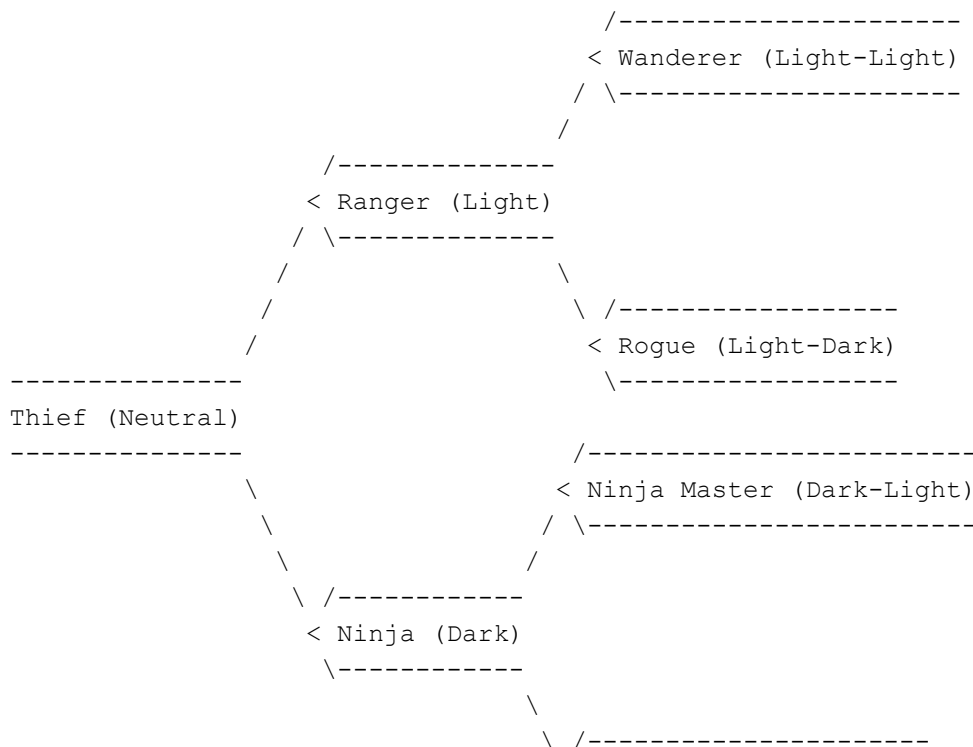 Wanderer (Light-Light)
Ranger (Light)
Rogue (Light-Dark)
Thief (Neutral)
Ninja Master (Dark-Light)
Ninja (Dark)